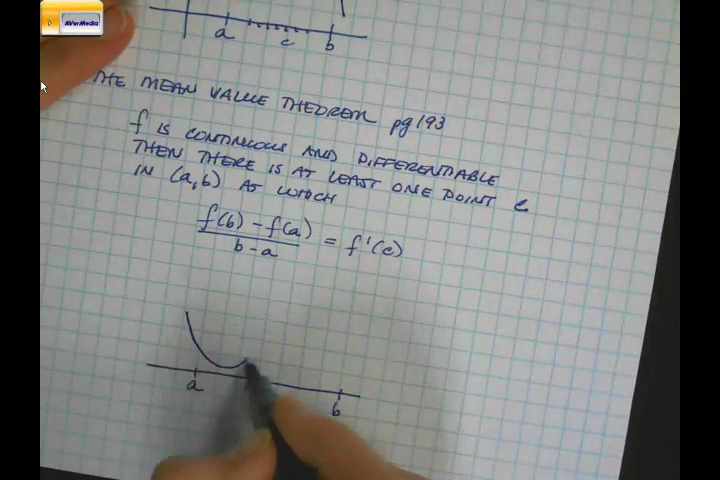 AVerMedia
a c b
THE MEAN VALUE THEOREM pg 193
f IS CONTINUOUS AND DIFFERENTIABLE
THEN THERE IS AT LEAST ONE POINT c
IN (a,b) AT WHICH
f(b) - f(a)
b - a
= f'(c)
a
b